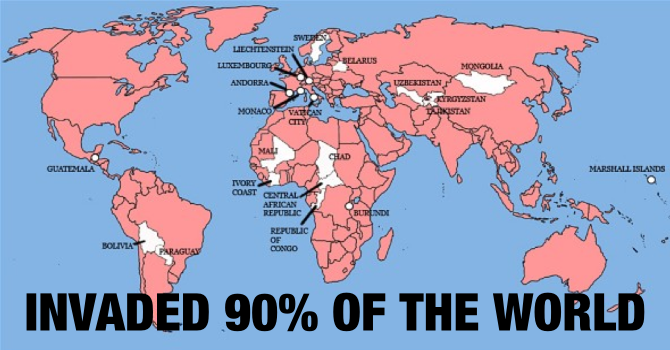 SWEDEN
LIECHTENSTEIN
LUXEMBOURG
BELARUS
MONGOLIA
ANDORRA
UZBEKISTAN
KYRGYZSTAN
MONACO
VATICAN
CITY
TAJIKISTAN
MALI
CHAD
GUATEMALA
MARSHALL ISLANDS
IVORY
COAST
CENTRAL
AFRICAN
REPUBLIC
BURUNDI
REPUBLIC
OF
CONGO
BOLIVIA
PARAGUAY
INVADED 90% OF THE WORLD